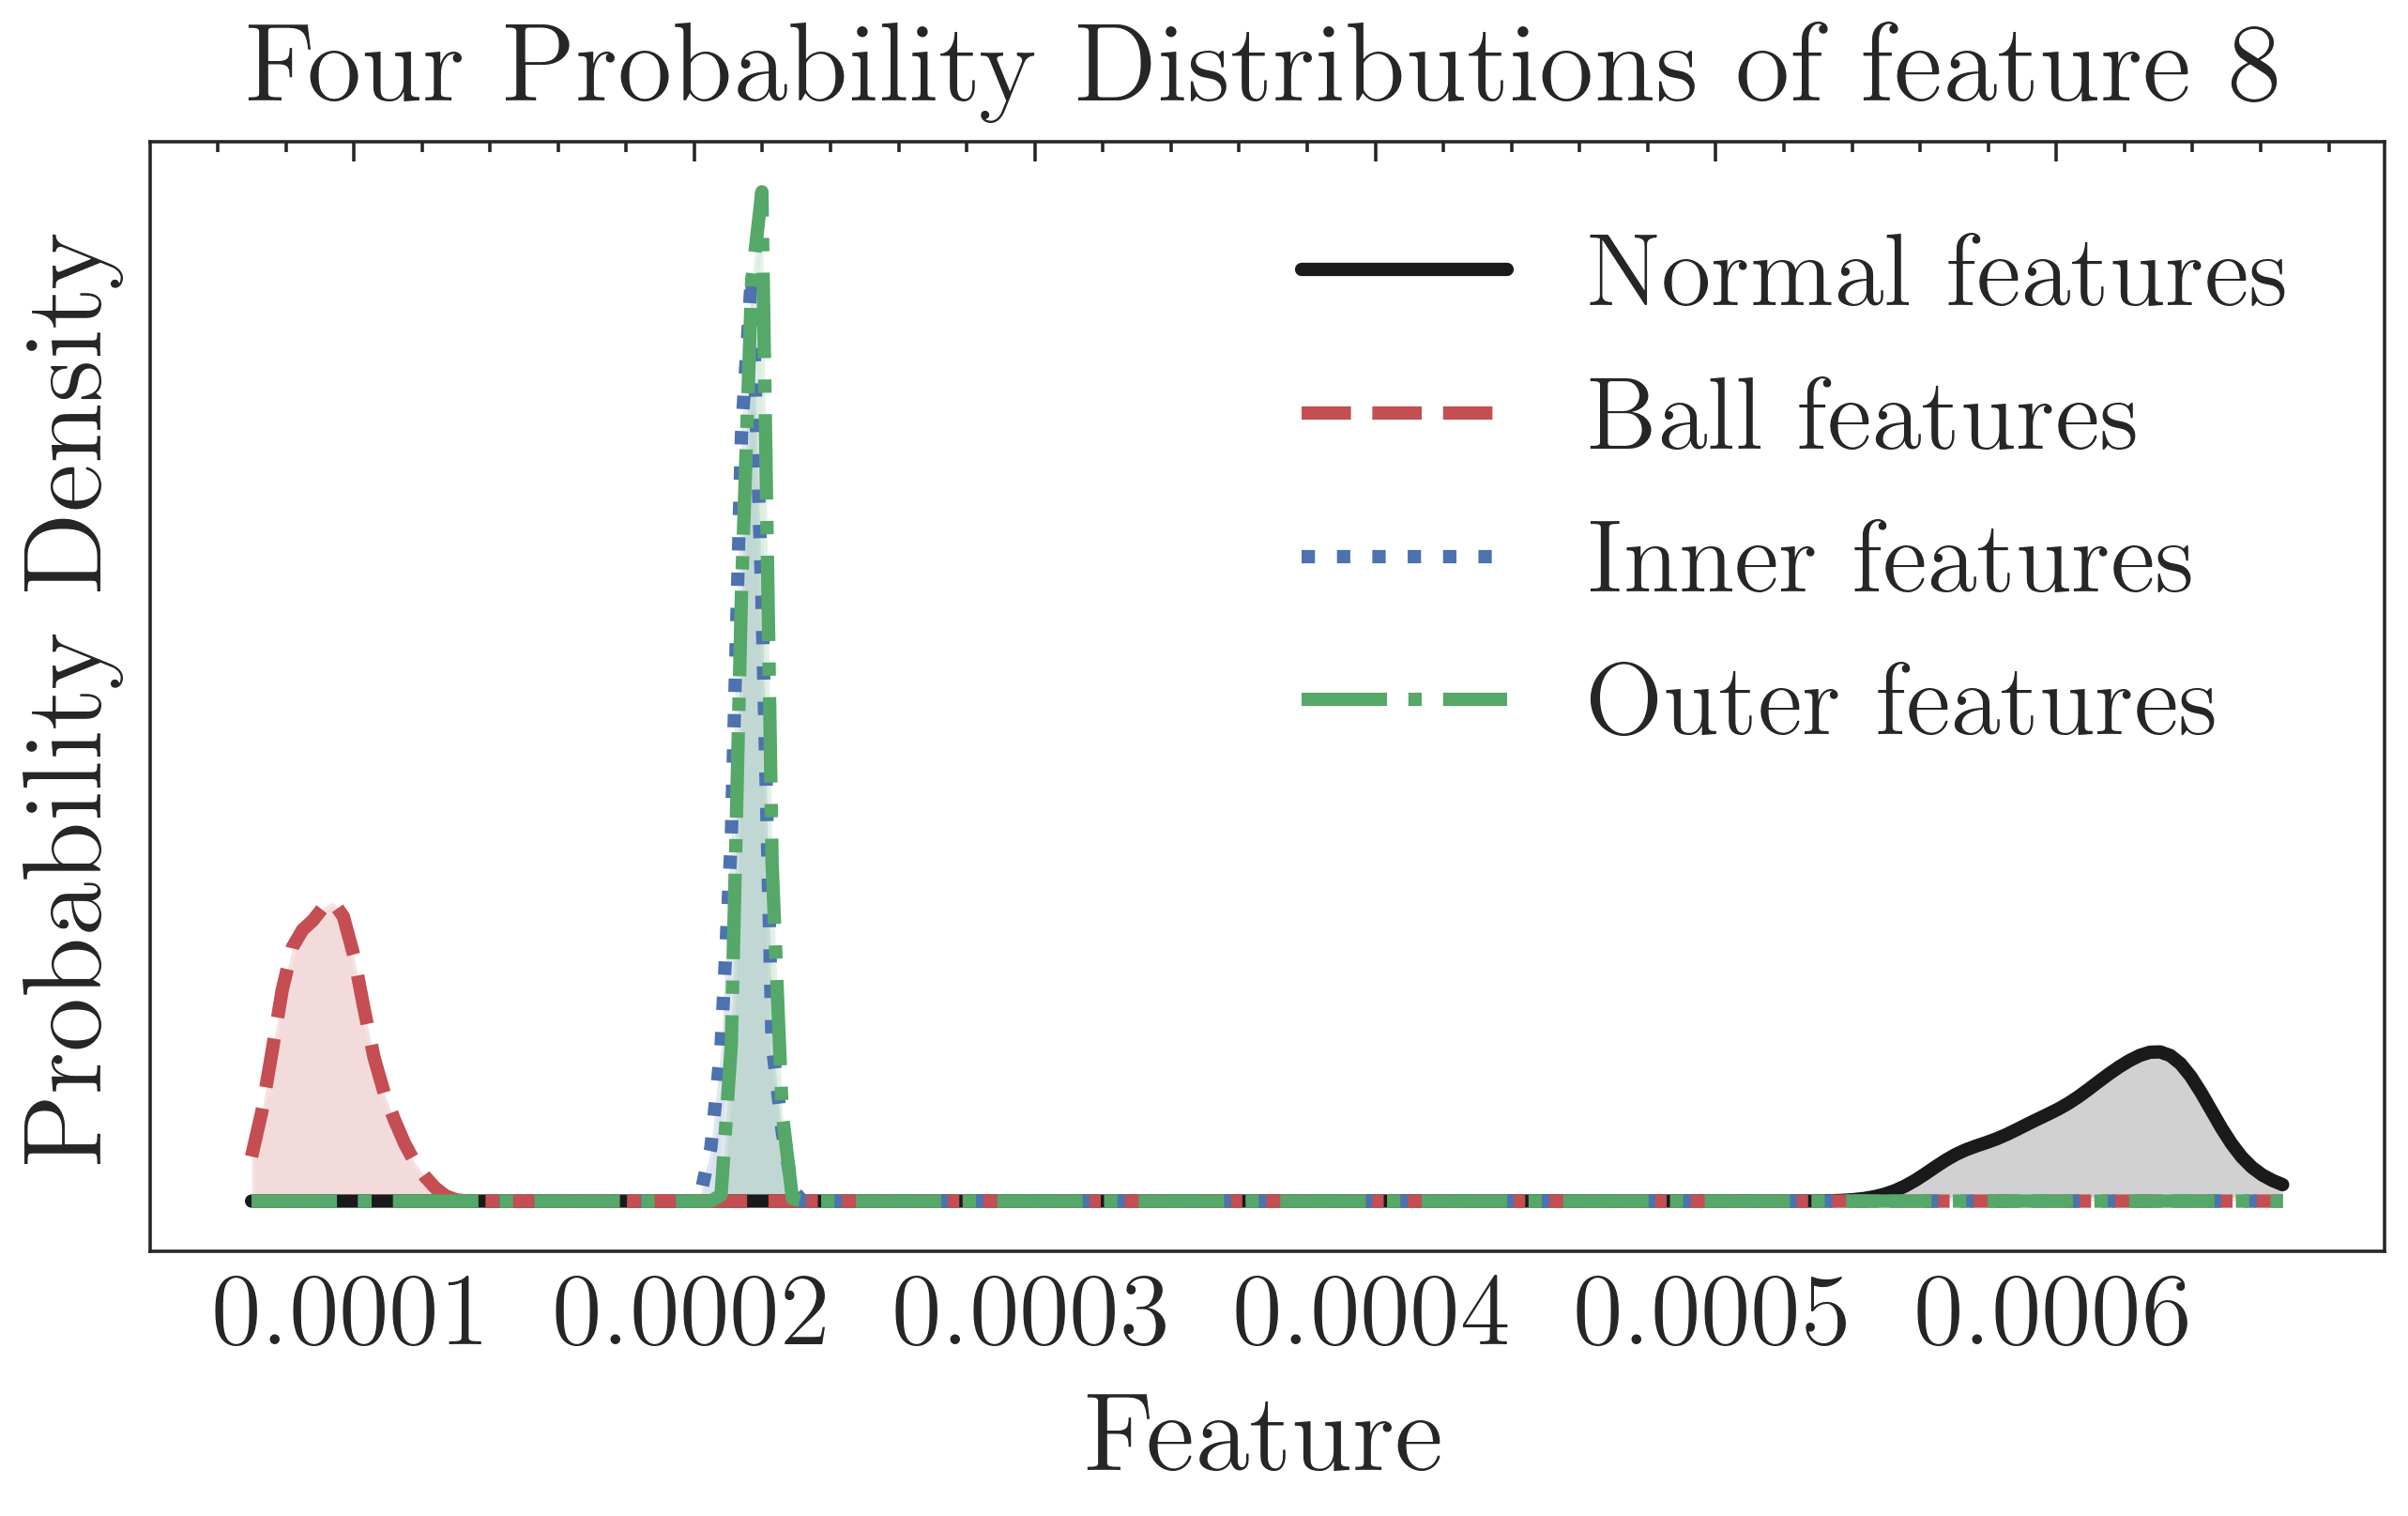 Four Probability Distributions of feature 8
Probability Density
Normal features
Ball features
Inner features
Outer features
0.0001 0.0002 0.0003 0.0004 0.0005 0.0006
Feature